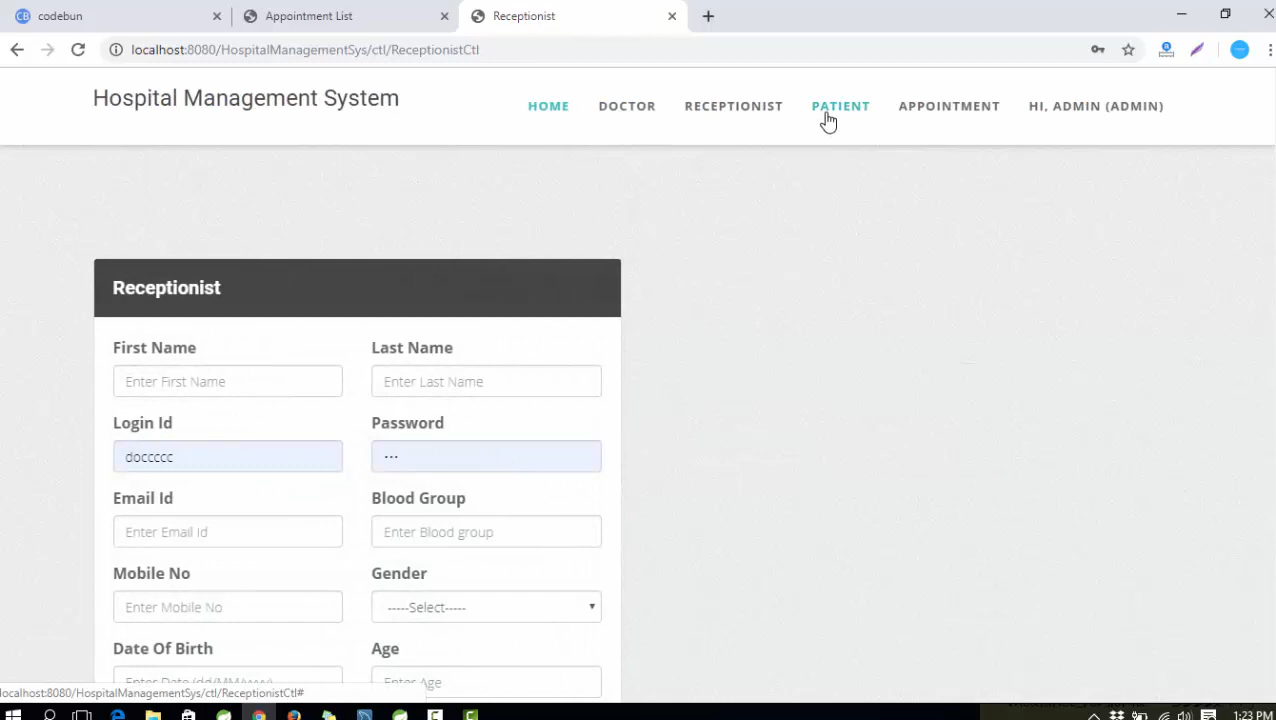 codebun
Appointment List
Receptionist
localhost:8080/HospitalManagementSys/ctl/ReceptionistCtl
Hospital Management System
HOME DOCTOR RECEPTIONIST PATIENT APPOINTMENT HI, ADMIN (ADMIN)
Receptionist
First Name Last Name
Enter First Name Enter Last Name
Login Id Password
doccccc ···
Email Id Blood Group
Enter Email Id Enter Blood group
Mobile No Gender
Enter Mobile No -----Select-----
Date Of Birth Age
Enter Date (dd/MM/yyyy) Enter Age
localhost:8080/HospitalManagementSys/ctl/ReceptionistCtl#
1:23 PM